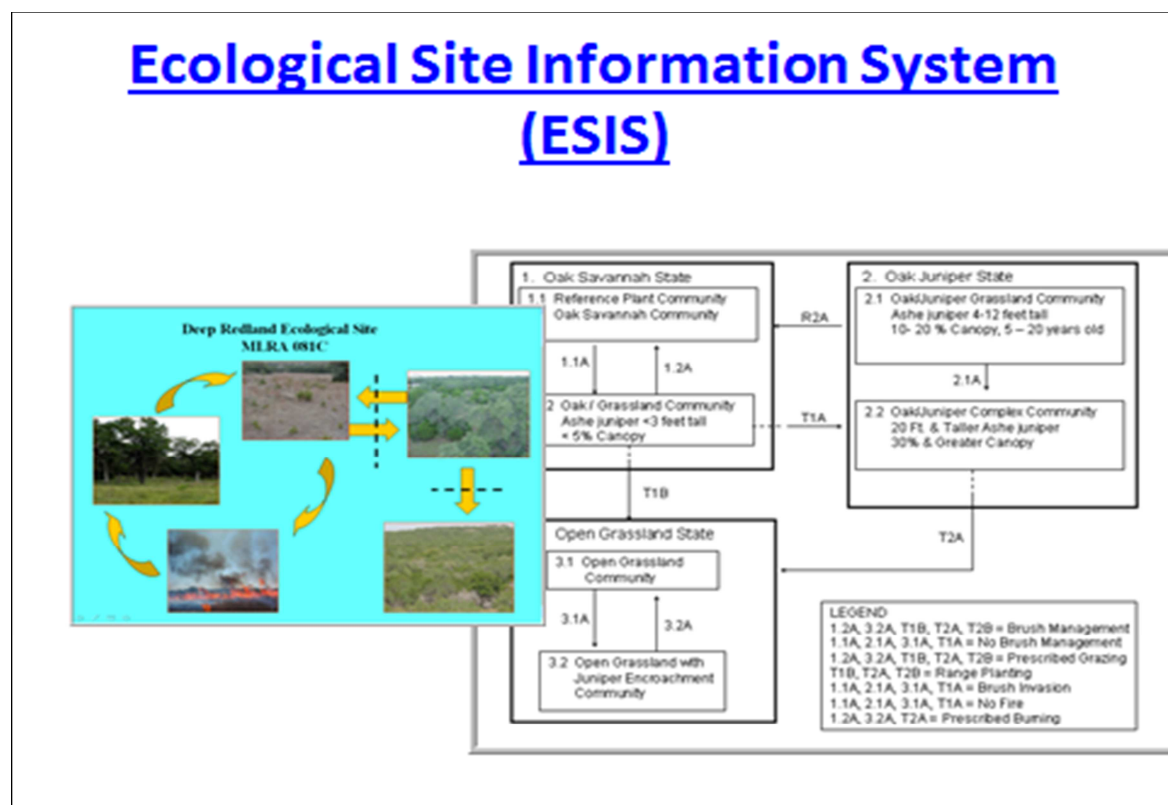 Ecological Site Information System
(ESIS)
Deep Redland Ecological Site
MLRA 081C
1. Oak Savannah State
1.1 Reference Plant Community
Oak Savannah Community
1.1A
1.2A
2 Oak / Grassland Community
Ashe juniper <3 feet tall
< 5% Canopy
R2A
T1A
2. Oak Juniper State
2.1 Oak/Juniper Grassland Community
Ashe juniper 4-12 feet tall
10- 20 % Canopy, 5 – 20 years old
2.1A
2.2 Oak/Juniper Complex Community
20 Ft. & Taller Ashe juniper
30% & Greater Canopy
T1B
T2A
Open Grassland State
3.1 Open Grassland
Community
3.1A
3.2A
3.2 Open Grassland with
Juniper Encroachment
Community
LEGEND
1.2A, 3.2A, T1B, T2A, T2B = Brush Management
1.1A, 2.1A, 3.1A, T1A = No Brush Management
1.2A, 3.2A, T1B, T2A, T2B = Prescribed Grazing
T1B, T2A, T2B = Range Planting
1.1A, 2.1A, 3.1A, T1A = Brush Invasion
1.1A, 2.1A, 3.1A, T1A = No Fire
1.2A, 3.2A, T2A = Prescribed Burning